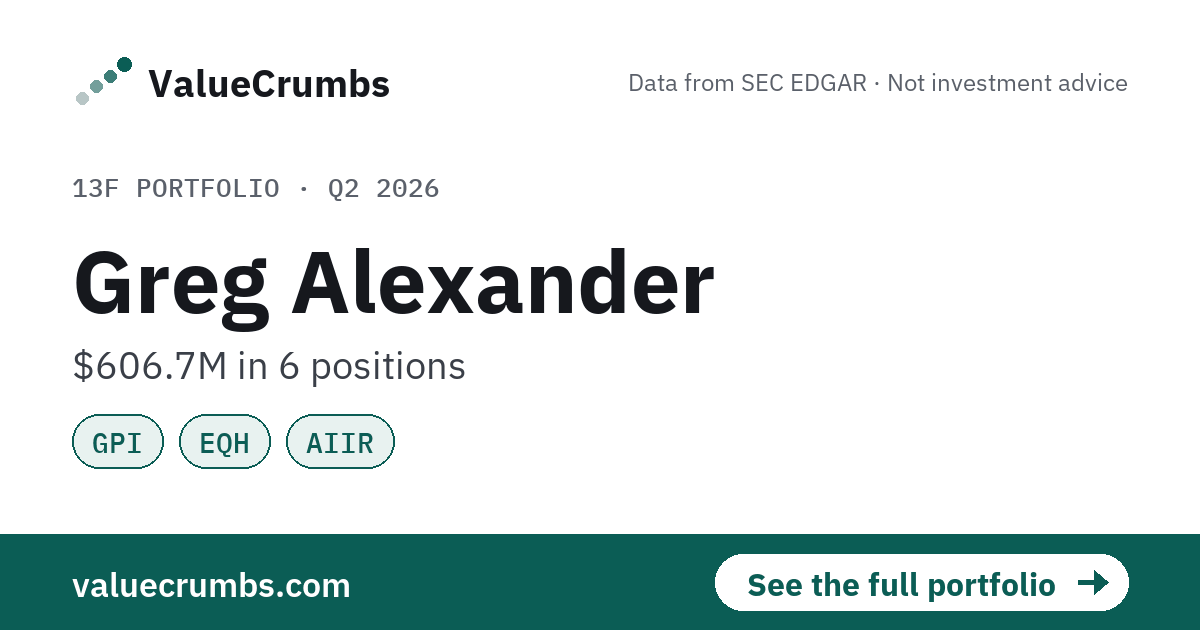 ValueCrumbs
Data from SEC EDGAR · Not investment advice
13F PORTFOLIO · Q2 2026
Greg Alexander
$606.7M in 6 positions
GPI EQH AIIR
valuecrumbs.com
See the full portfolio →